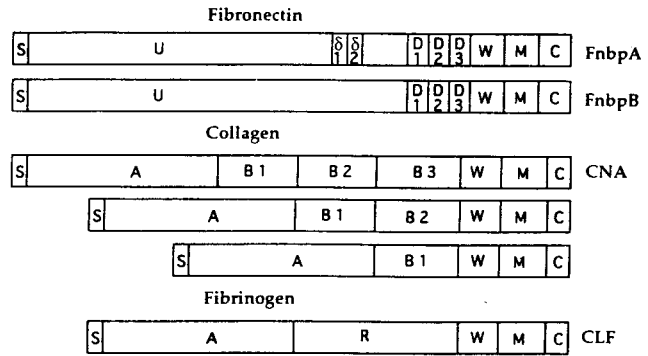 Fibronectin
S U δ1 δ2 D1 D2 D3 W M C FnbpA
S U D1 D2 D3 W M C FnbpB
Collagen
S A B1 B2 B3 W M C CNA
S A B1 B2 W M C
S A B1 W M C
Fibrinogen
S A R W M C CLF